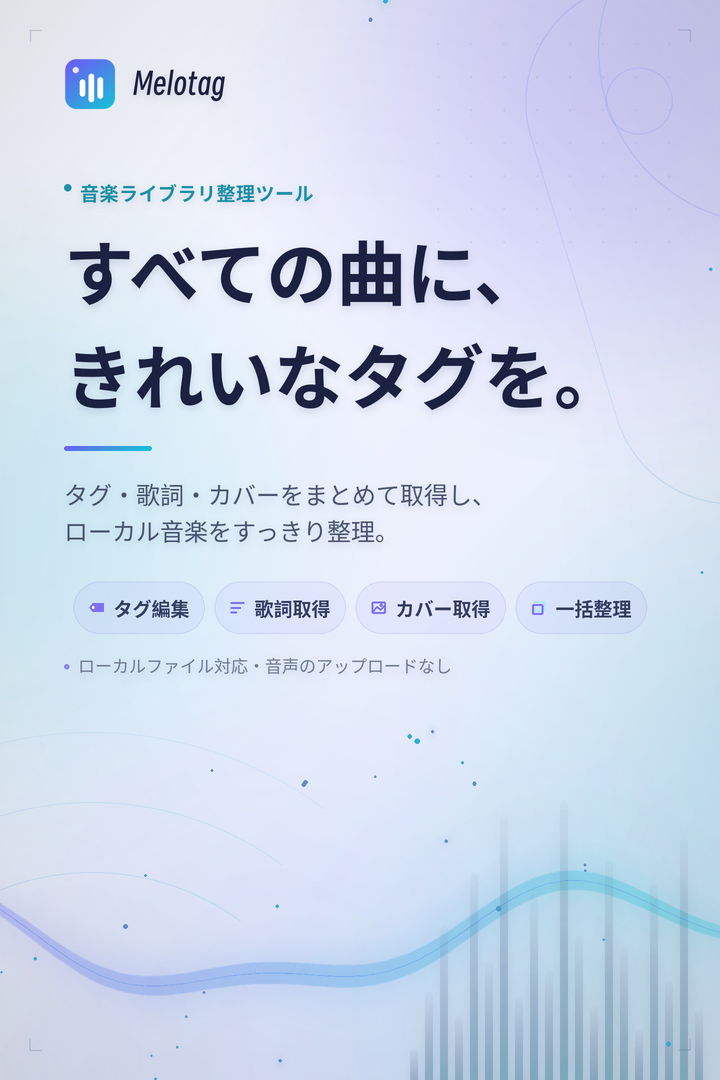 Melotag
音楽ライブラリ整理ツール
すべての曲に、
きれいなタグを。
タグ・歌詞・カバーをまとめて取得し、
ローカル音楽をすっきり整理。
タグ編集 歌詞取得 カバー取得 一括整理
ローカルファイル対応・音声のアップロードなし